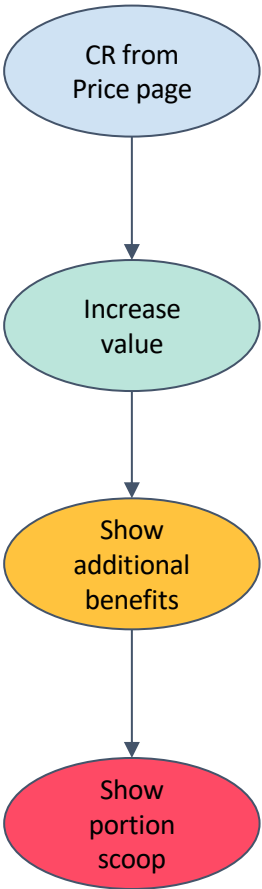 CR from
Price page
Increase
value
Show
additional
benefits
Show
portion
scoop